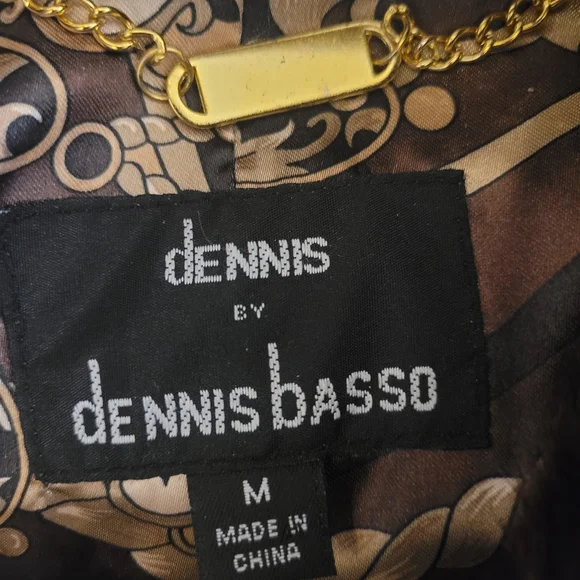 dENNIS
BY
dENNIS bASSO
M
MADE IN
CHINA